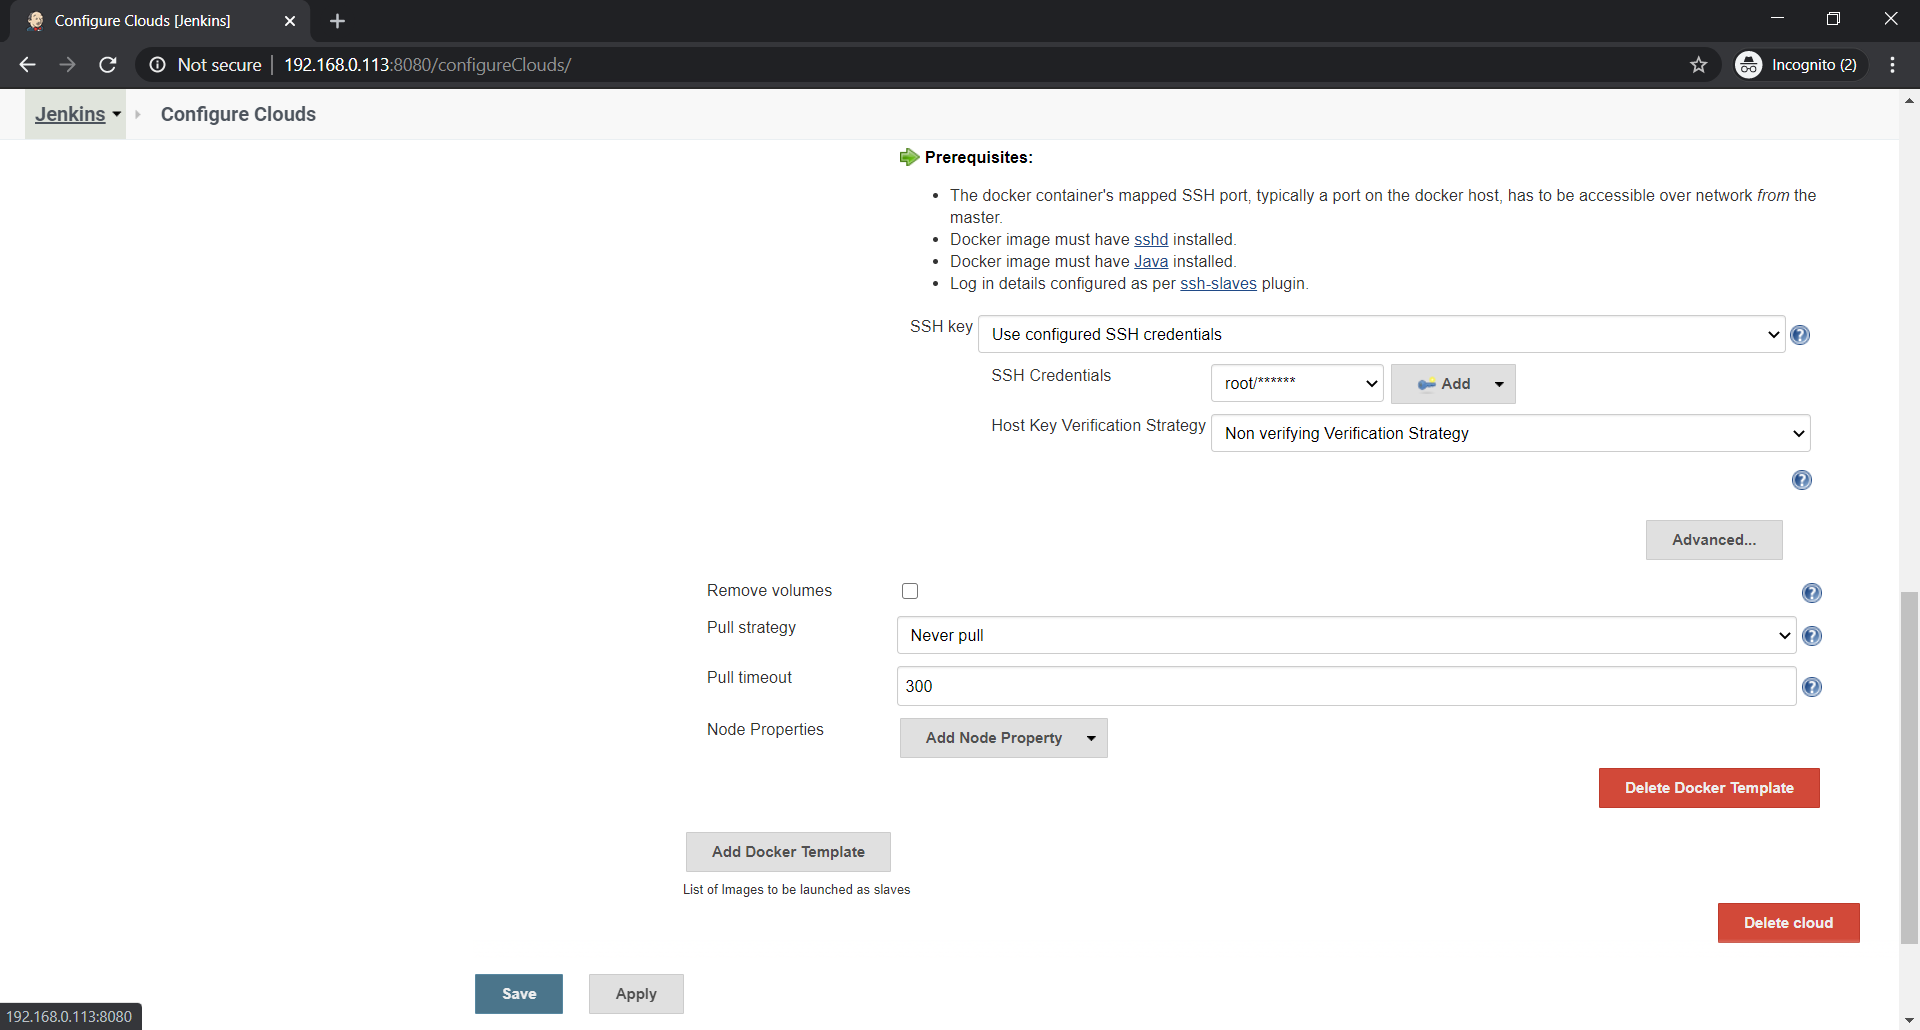 Configure Clouds [Jenkins]
Not secure | 192.168.0.113:8080/configureClouds/
Incognito (2)
Jenkins
Configure Clouds
Prerequisites:
• The docker container's mapped SSH port, typically a port on the docker host, has to be accessible over network from the
master.
• Docker image must have sshd installed.
• Docker image must have Java installed.
• Log in details configured as per ssh-slaves plugin.
SSH key
Use configured SSH credentials
SSH Credentials
root/******
Add
Host Key Verification Strategy
Non verifying Verification Strategy
Advanced...
Remove volumes
Pull strategy
Never pull
Pull timeout
300
Node Properties
Add Node Property
Delete Docker Template
Add Docker Template
List of Images to be launched as slaves
Delete cloud
Save
Apply
192.168.0.113:8080